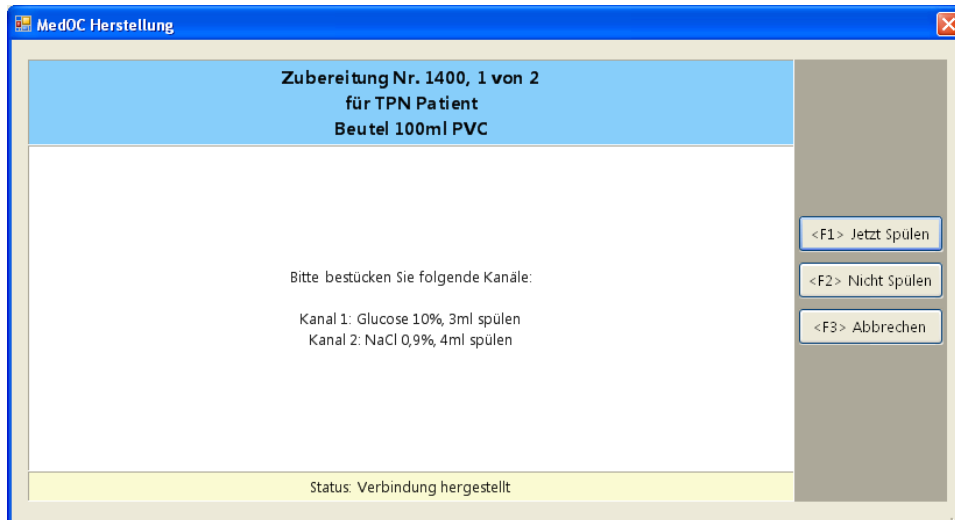 MedOC Herstellung
Zubereitung Nr. 1400, 1 von 2
für TPN Patient
Beutel 100ml PVC
Bitte bestücken Sie folgende Kanäle:
Kanal 1: Glucose 10%, 3ml spülen
Kanal 2: NaCl 0,9%, 4ml spülen
<F1> Jetzt Spülen
<F2> Nicht Spülen
<F3> Abbrechen
Status: Verbindung hergestellt